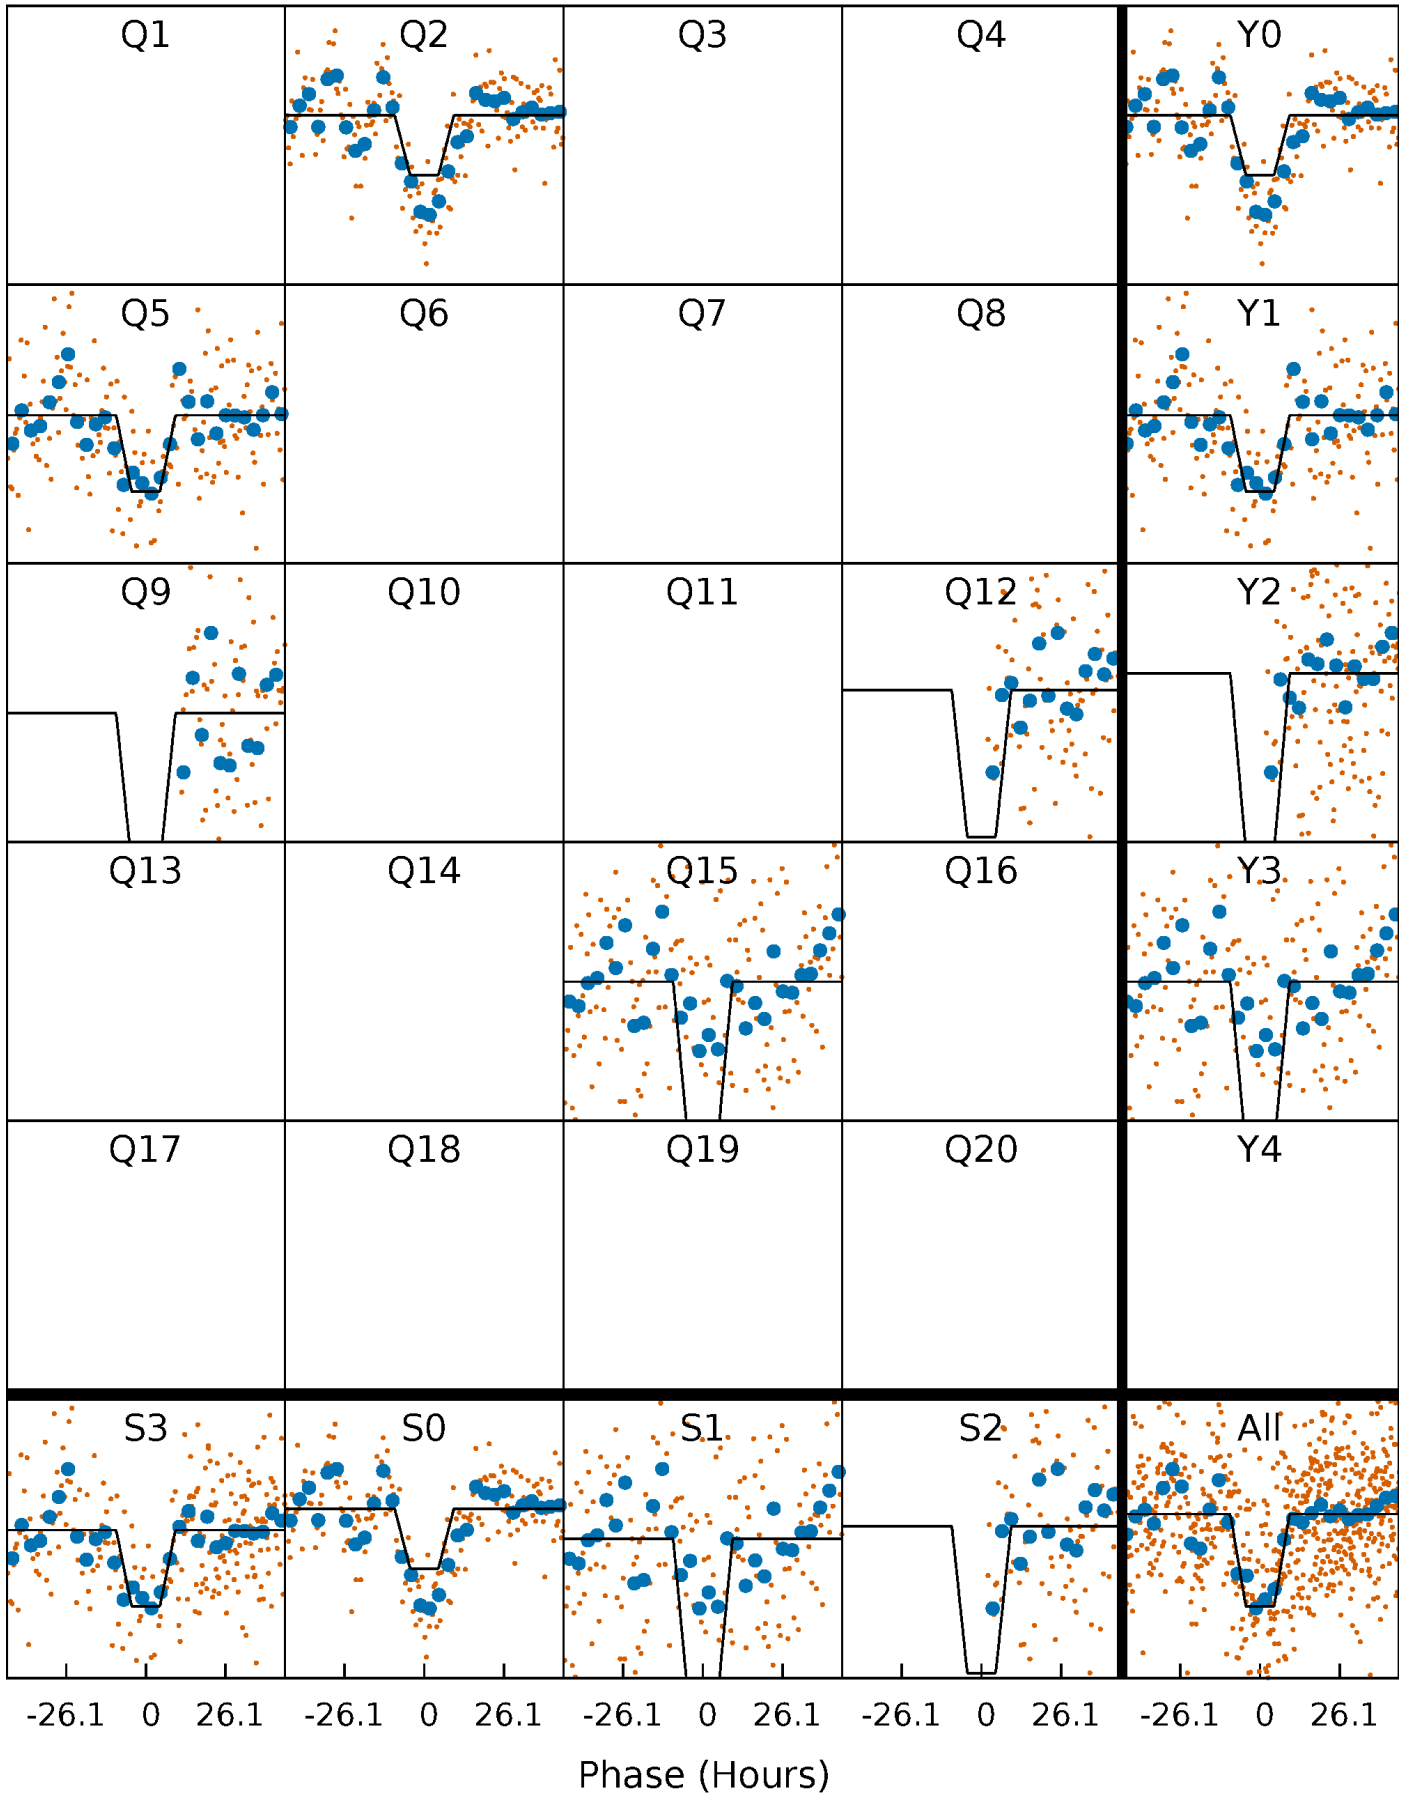 Q1 Q2 Q3 Q4 Y0
Q5 Q6 Q7 Q8 Y1
Q9 Q10 Q11 Q12 Y2
Q13 Q14 Q15 Q16 Y3
Q17 Q18 Q19 Q20 Y4
S3 S0 S1 S2 All
-26.1 0 26.1 -26.1 0 26.1 -26.1 0 26.1 -26.1 0 26.1 -26.1 0 26.1
Phase (Hours)